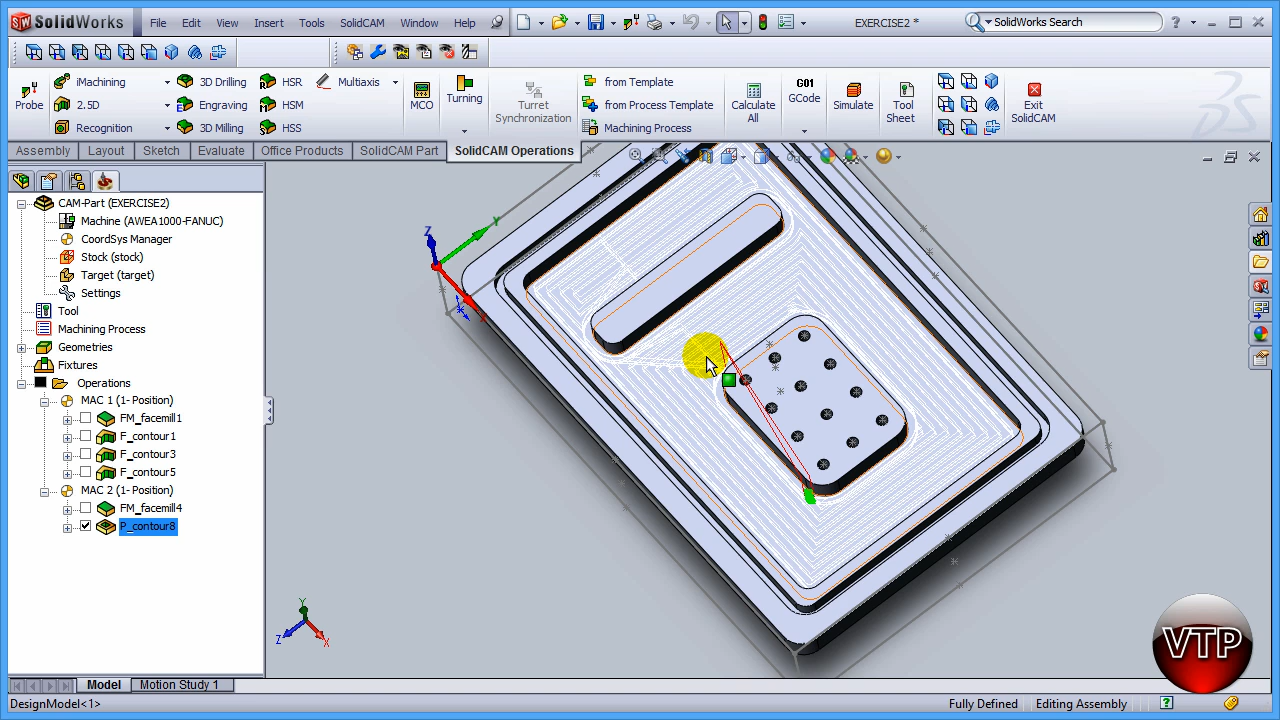 SolidWorks File Edit View Insert Tools SolidCAM Window Help EXERCISE2 * SolidWorks Search ?
Probe iMachining 3D Drilling HSR Multiaxis MCO Turning Turret Synchronization from Template Calculate All G01 GCode Simulate Tool Sheet Exit SolidCAM
2.5D Engraving HSM from Process Template
Recognition 3D Milling HSS Machining Process
Assembly Layout Sketch Evaluate Office Products SolidCAM Part SolidCAM Operations
CAM-Part (EXERCISE2)
Machine (AWEA1000-FANUC)
CoordSys Manager
Stock (stock)
Target (target)
Settings
Tool
Machining Process
Geometries
Fixtures
Operations
MAC 1 (1- Position)
FM_facemill1
F_contour1
F_contour3
F_contour5
MAC 2 (1- Position)
FM_facemill4
P_contour8
Z Y X
Y Z X
VTP
Model Motion Study 1
DesignModel<1> Fully Defined Editing Assembly ?